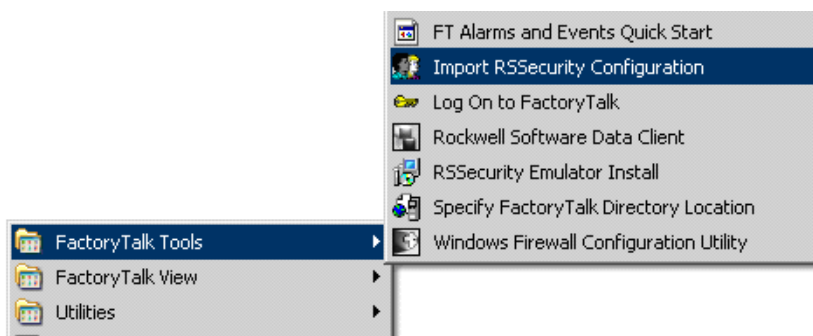 FT Alarms and Events Quick Start
Import RSSecurity Configuration
Log On to FactoryTalk
Rockwell Software Data Client
RSSecurity Emulator Install
Specify FactoryTalk Directory Location
Windows Firewall Configuration Utility
FactoryTalk Tools
FactoryTalk View
Utilities